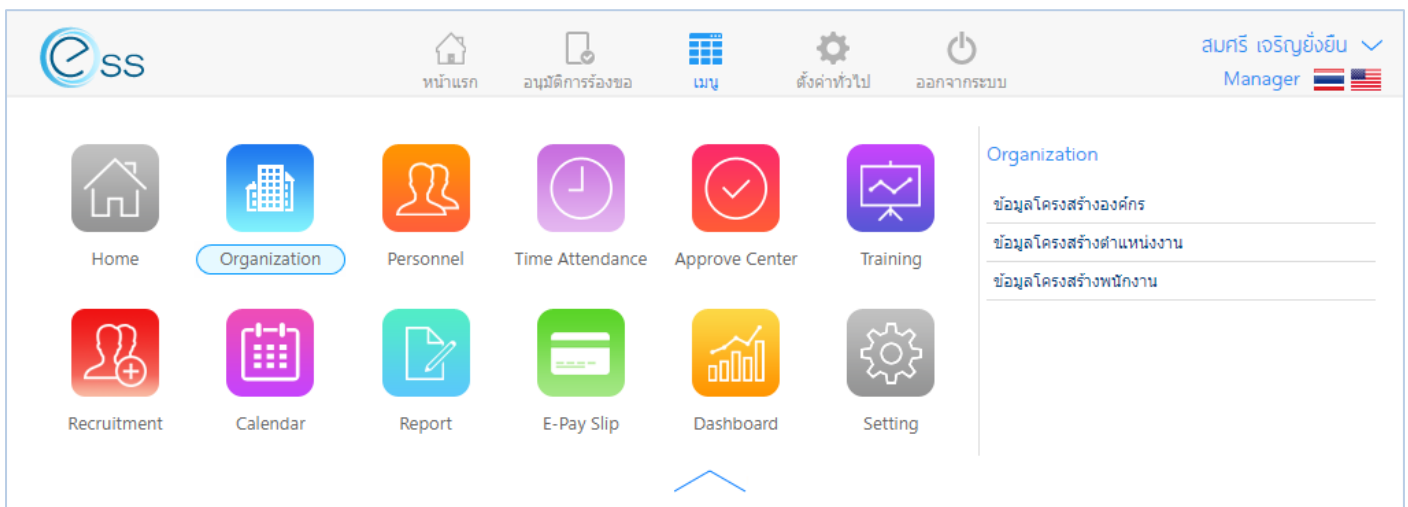 ess
สมศรี เจริญยั่งยืน
หน้าแรก อนุมัติการร้องขอ เมนู ตั้งค่าทั่วไป ออกจากระบบ
Manager
Organization
ข้อมูลโครงสร้างองค์กร
ข้อมูลโครงสร้างตำแหน่งงาน
ข้อมูลโครงสร้างพนักงาน
Home Organization Personnel Time Attendance Approve Center Training
Recruitment Calendar Report E-Pay Slip Dashboard Setting